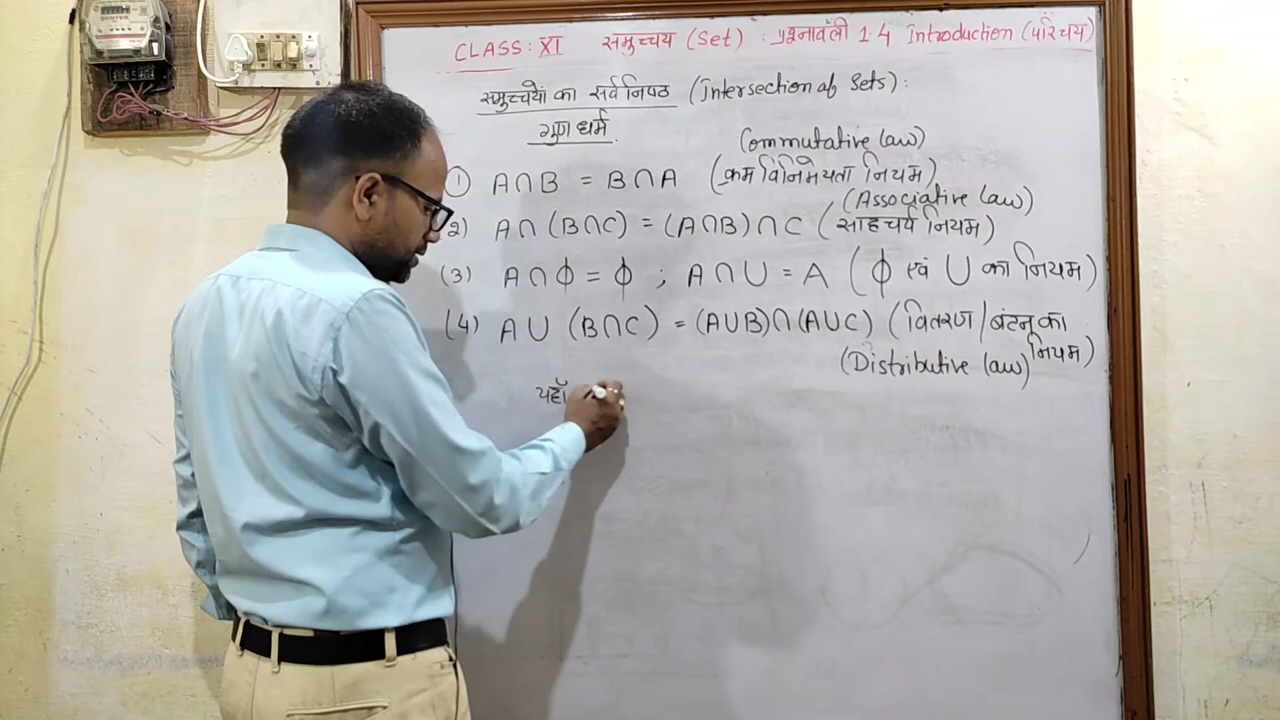 CLASS: XI समुच्चय (Set) : प्रश्नावली 1.4 Introduction (परिचय)
समुच्चयों का सर्वनिष्ठ (Intersection of Sets) :
गुण धर्म
(Commutative Law)
(1) A∩B = B∩A (क्रम विनिमेयता नियम)
(Associative Law)
(2) A∩(B∩C) = (A∩B)∩C (साहचर्य नियम)
(3) A∩ϕ = ϕ ; A∩U = A (ϕ एवं U का नियम)
(4) A∪(B∩C) = (A∪B)∩(A∪C) (वितरण/बंटन का नियम)
(Distributive Law)
यहाँ